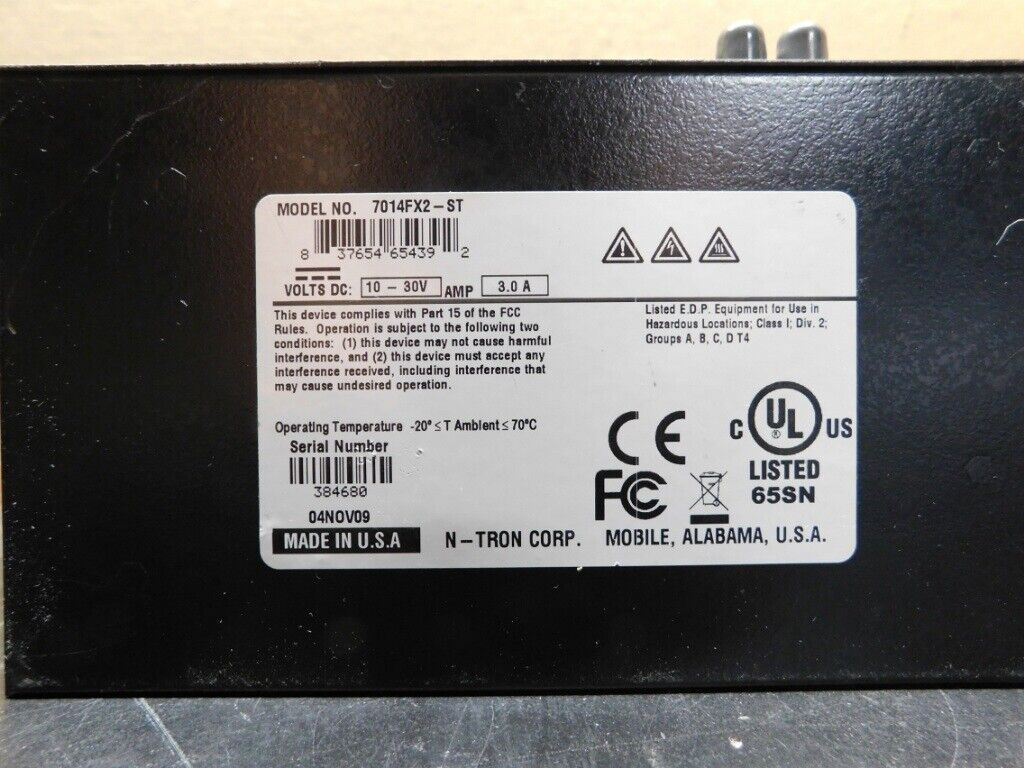 MODEL NO. 7014FX2-ST
8 37654 65439 2
VOLTS DC: 10 - 30V AMP 3.0 A
This device complies with Part 15 of the FCC
Rules. Operation is subject to the following two
conditions: (1) this device may not cause harmful
interference, and (2) this device must accept any
interference received, including interference that
may cause undesired operation.
Listed E.D.P. Equipment for Use in
Hazardous Locations; Class I; Div. 2;
Groups A, B, C, D T4
Operating Temperature -20° ≤ T Ambient ≤ 70°C
Serial Number
384680
04NOV09
MADE IN U.S.A
N-TRON CORP. MOBILE, ALABAMA, U.S.A.
CE
FC
C UL ® US
LISTED
65SN